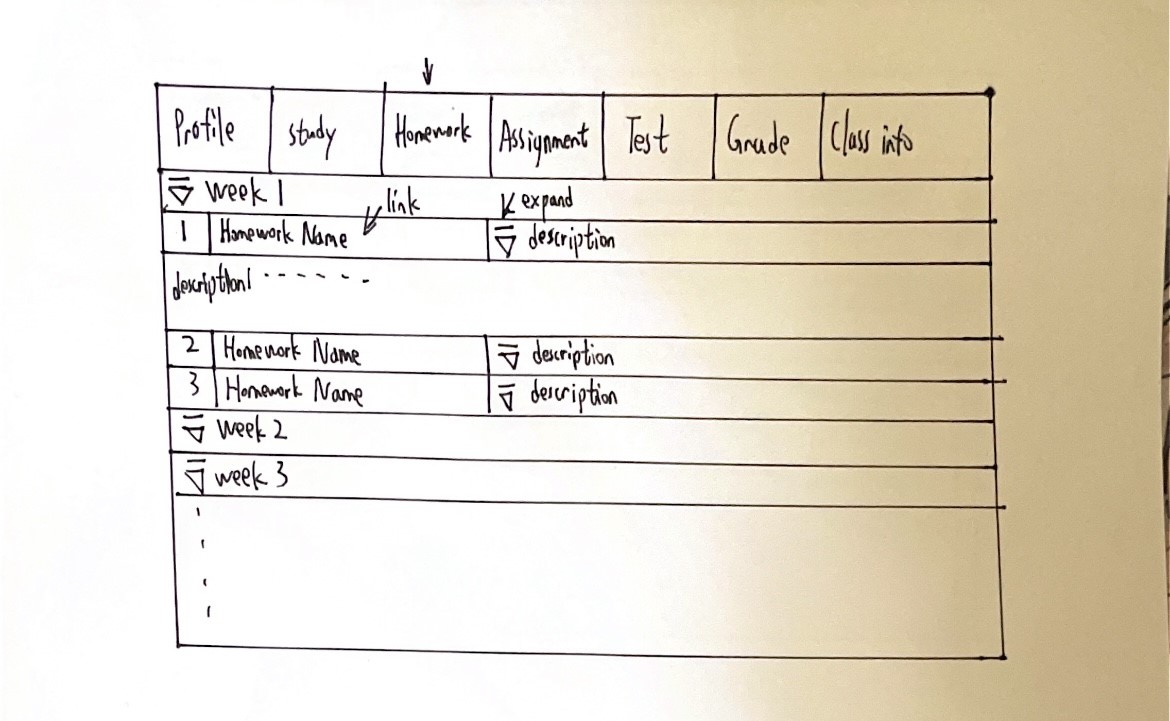 Profile study Homework Assignment Test Grade Class info
week 1 link expand
1 Homework Name description
description
2 Homework Name description
3 Homework Name description
week 2
week 3